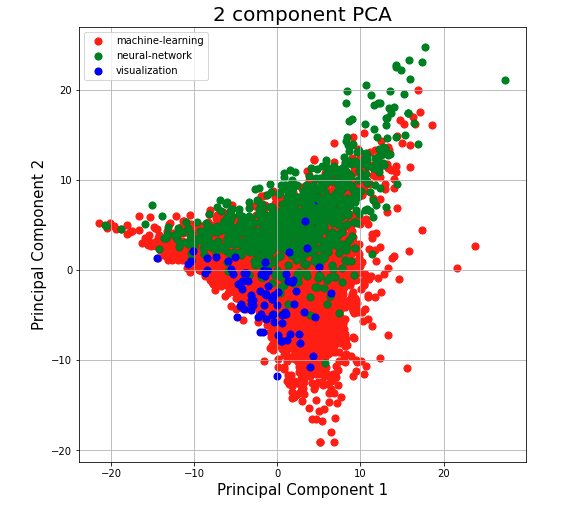 2 component PCA
machine-learning
neural-network
visualization
Principal Component 2
20
10
0
−10
−20
−20 −10 0 10 20
Principal Component 1